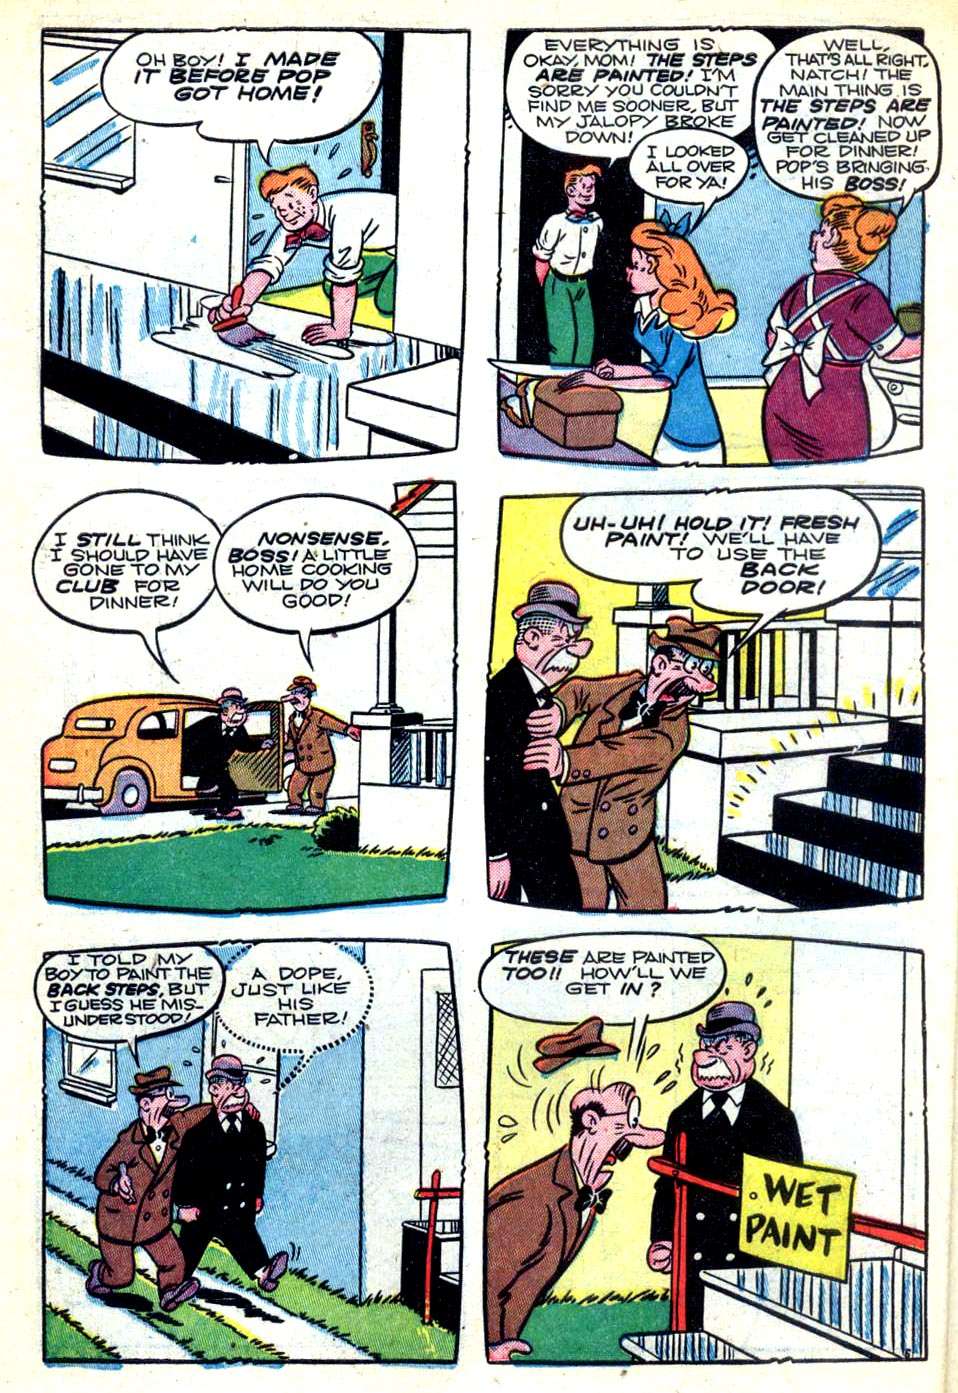 OH BOY! I MADE
IT BEFORE POP
GOT HOME!
EVERYTHING IS
OKAY, MOM! THE STEPS
ARE PAINTED! I'M
SORRY YOU COULDN'T
FIND ME SOONER, BUT
MY JALOPY BROKE
DOWN!
I LOOKED
ALL OVER
FOR YA!
WELL,
THAT'S ALL RIGHT,
NATCH! THE
MAIN THING IS
THE STEPS ARE
PAINTED! NOW
GET CLEANED UP
FOR DINNER!
POP'S BRINGING
HIS BOSS!
I STILL THINK
I SHOULD HAVE
GONE TO MY
CLUB FOR
DINNER!
NONSENSE,
BOSS! A LITTLE
HOME COOKING
WILL DO YOU
GOOD!
UH-UH! HOLD IT! FRESH
PAINT! WE'LL HAVE
TO USE THE
BACK
DOOR!
I TOLD MY
BOY TO PAINT THE
BACK STEPS, BUT
I GUESS HE MIS-
UNDERSTOOD!
A DOPE,
JUST LIKE
HIS
FATHER!
THESE ARE PAINTED
TOO!! HOW'LL WE
GET IN?
WET
PAINT